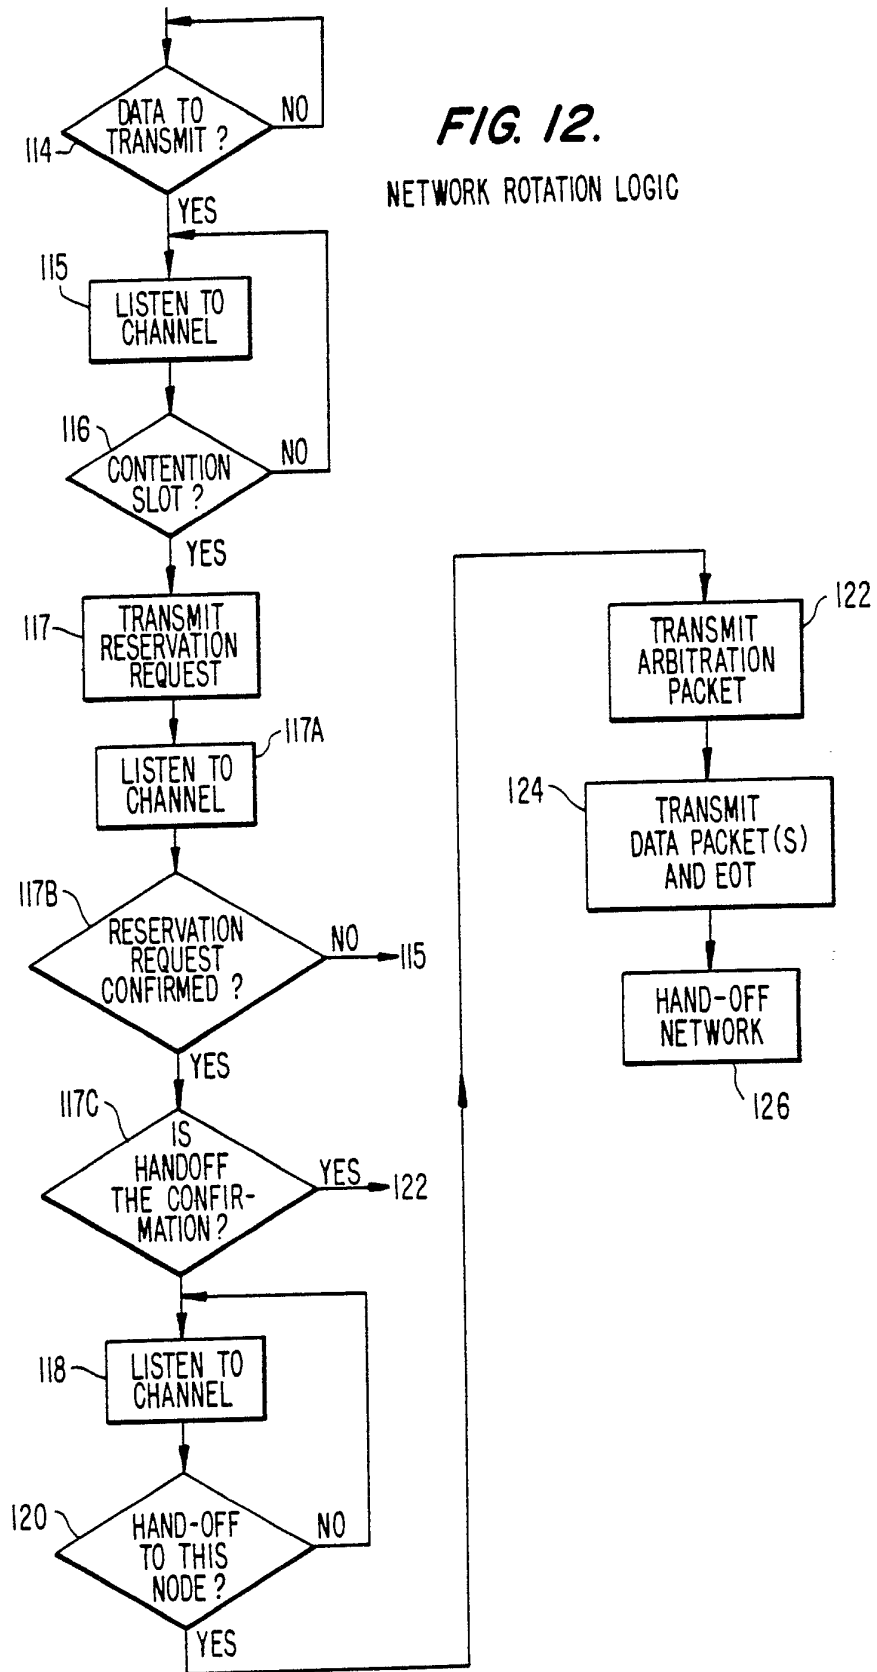 FIG. 12.
NETWORK ROTATION LOGIC
DATA TO
TRANSMIT ?
NO
114
YES
115
LISTEN TO
CHANNEL
116
CONTENTION
SLOT ?
NO
YES
117
TRANSMIT
RESERVATION
REQUEST
117A
LISTEN TO
CHANNEL
117B
RESERVATION
REQUEST
CONFIRMED ?
NO
115
YES
117C
IS
HANDOFF
THE CONFIR-
MATION ?
YES
122
118
LISTEN TO
CHANNEL
120
HAND-OFF
TO THIS
NODE ?
NO
YES
122
TRANSMIT
ARBITRATION
PACKET
124
TRANSMIT
DATA PACKET(S)
AND EOT
HAND-OFF
NETWORK
126